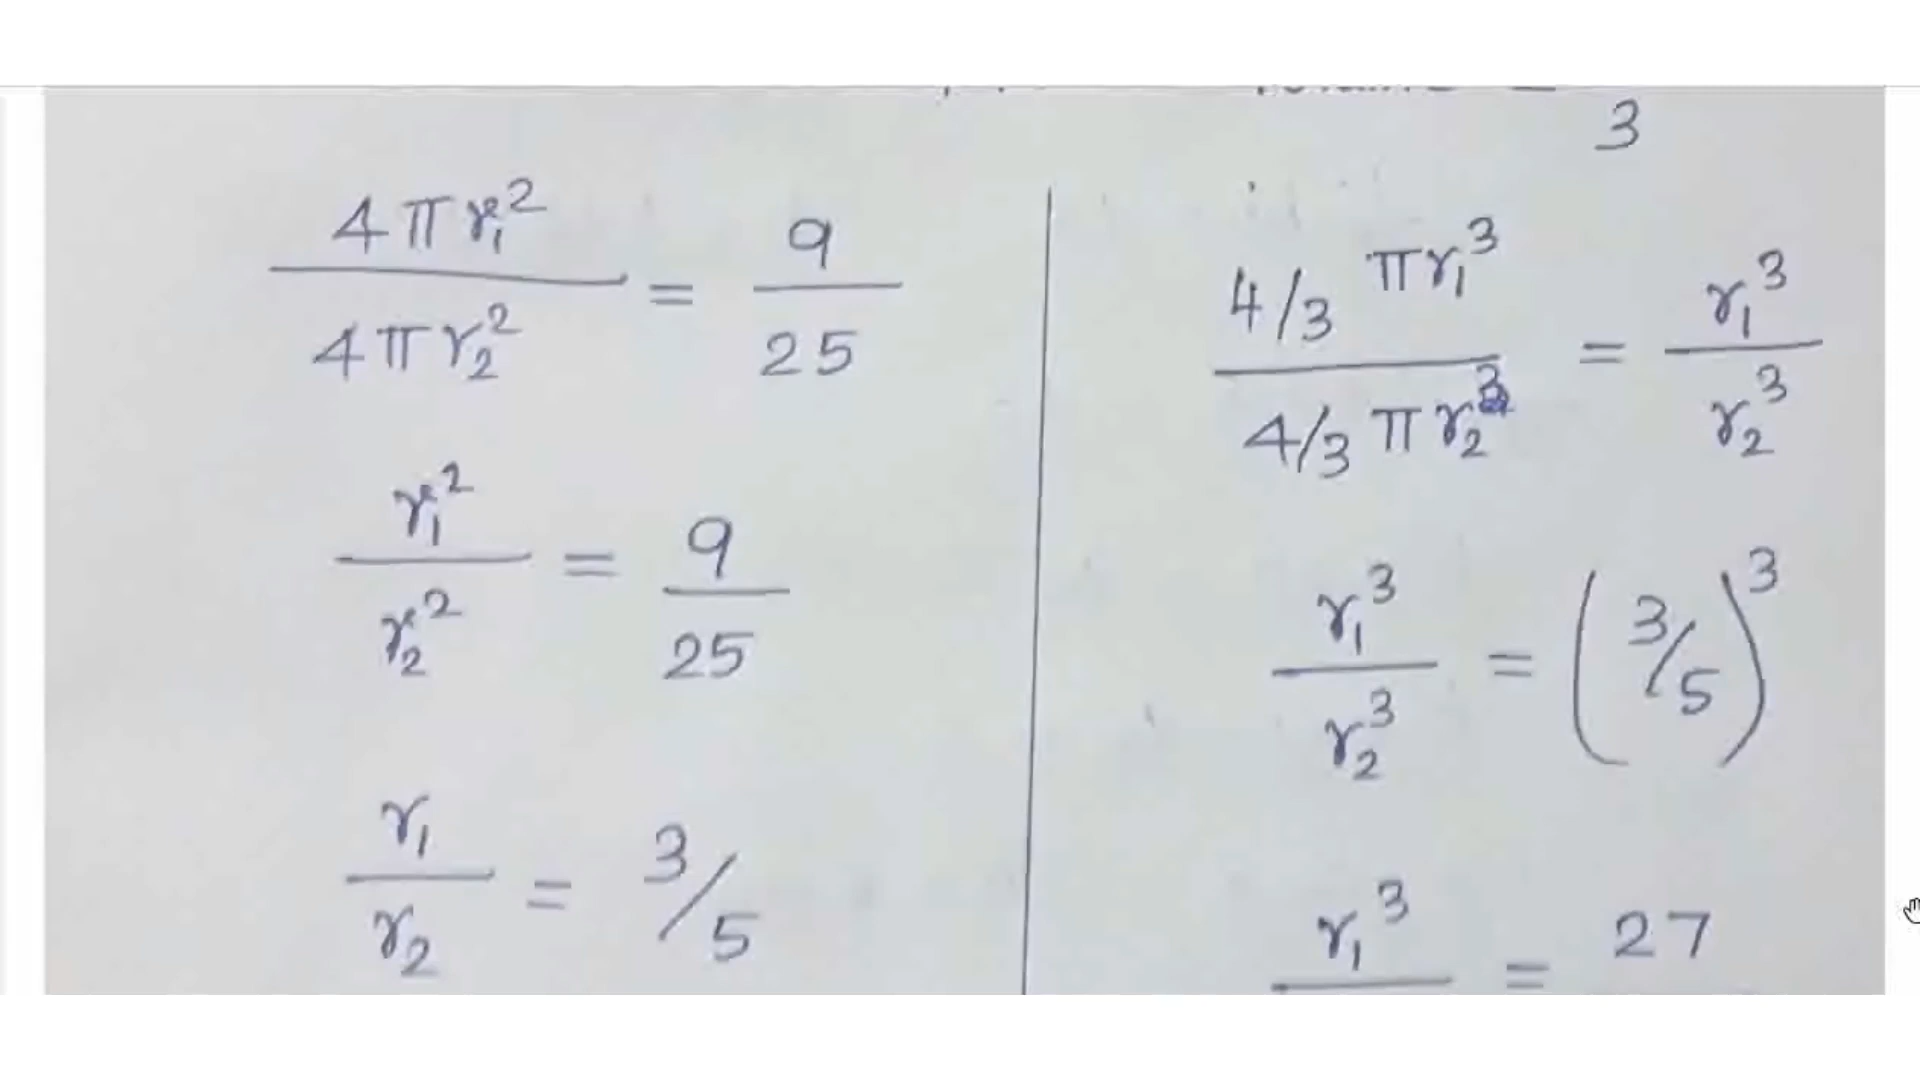 3
4πr₁² / 4πr₂² = 9 / 25
r₁² / r₂² = 9 / 25
r₁ / r₂ = 3/5
4/3 πr₁³ / 4/3 πr₂³ = r₁³ / r₂³
r₁³ / r₂³ = (3/5)³
r₁³ = 27